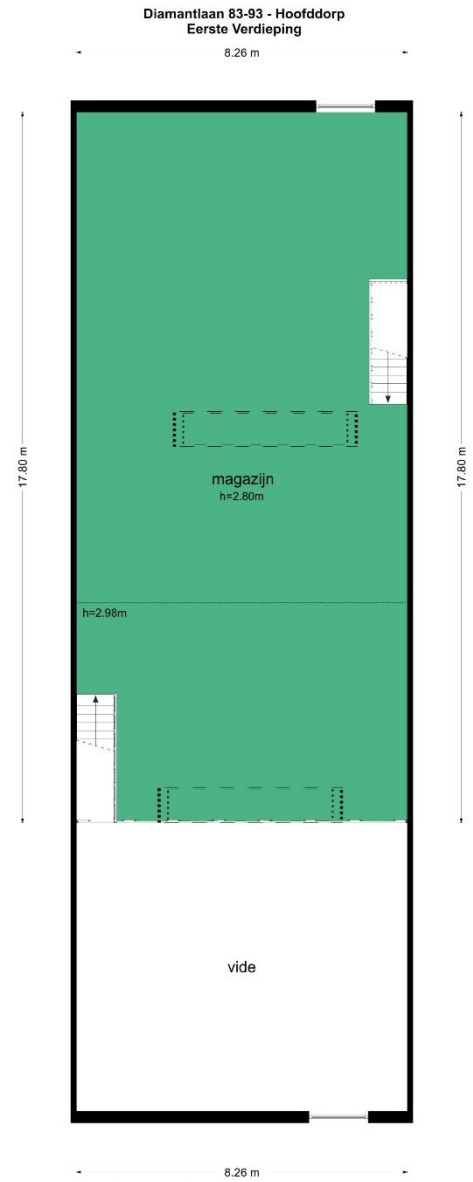 Diamantlaan 83-93 - Hoofddorp
Eerste Verdieping
8.26 m
17.80 m
17.80 m
magazijn
h=2.80m
h=2.98m
vide
8.26 m